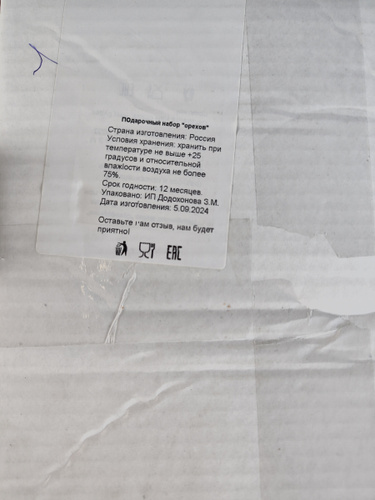 Подарочный набор "орехов"
Страна изготовления: Россия
Условия хранения: хранить при
температуре не выше +25
градусов и относительной
влажности воздуха не более
75%.
Срок годности: 12 месяцев.
Упаковано: ИП Додохонова З.М.
Дата изготовления: 5.09.2024
Оставьте нам отзыв, нам будет
приятно!
EAC